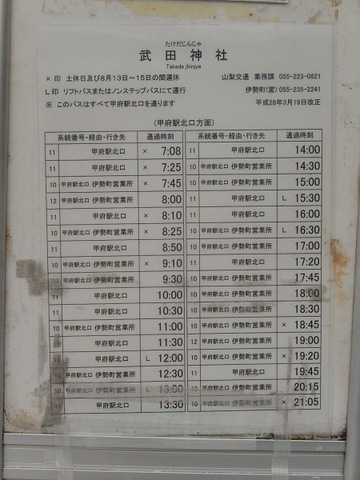 たけだじんじゃ
武田神社
Takeda Jinjya
×印 土休日及び8月13日～15日の間運休
山梨交通 業務課 055-223-0821
L印 リフトバスまたはノンステップバスにて運行
伊勢町(営) 055-235-2241
※ このバスはすべて甲府駅北口を通ります
平成28年3月19日改正
(甲府駅北口方面)
系統番号・経由・行き先 通過時刻
11 甲府駅北口 × 7:08
11 甲府駅北口 × 7:25
10 甲府駅北口 伊勢町営業所 × 7:45
12 甲府駅北口 伊勢町営業所 8:00
11 甲府駅北口 × 8:10
10 甲府駅北口 伊勢町営業所 × 8:25
11 甲府駅北口 8:50
10 甲府駅北口 伊勢町営業所 × 9:10
甲府駅北口 伊勢町営業所 9:30
甲府駅北口 10:00
11 甲府駅北口 10:30
10 甲府駅北口 伊勢町営業所 11:00
甲府駅北口 11:30
甲府駅北口 L 12:00
甲府駅北口 伊勢町営業所 12:30
甲府駅北口 伊勢町営業所 L 13:00
甲府駅北口 13:30
系統番号・経由・行き先 通過時刻
11 甲府駅北口 14:00
10 甲府駅北口 伊勢町営業所 14:30
10 甲府駅北口 伊勢町営業所 15:00
11 甲府駅北口 L 15:30
11 甲府駅北口 16:00
10 甲府駅北口 伊勢町営業所 L 16:30
10 甲府駅北口 伊勢町営業所 17:00
11 甲府駅北口 17:20
10 甲府駅北口 伊勢町営業所 17:45
甲府駅北口 伊勢町営業所 18:00
甲府駅北口 伊勢町営業所 18:30
10 甲府駅北口 伊勢町営業所 × 18:45
12 甲府駅北口 伊勢町営業所 19:00
10 甲府駅北口 伊勢町営業所 × 19:20
11 甲府駅北口 19:45
甲府駅北口 伊勢町営業所 20:15
10 甲府駅北口 伊勢町営業所 × 21:05